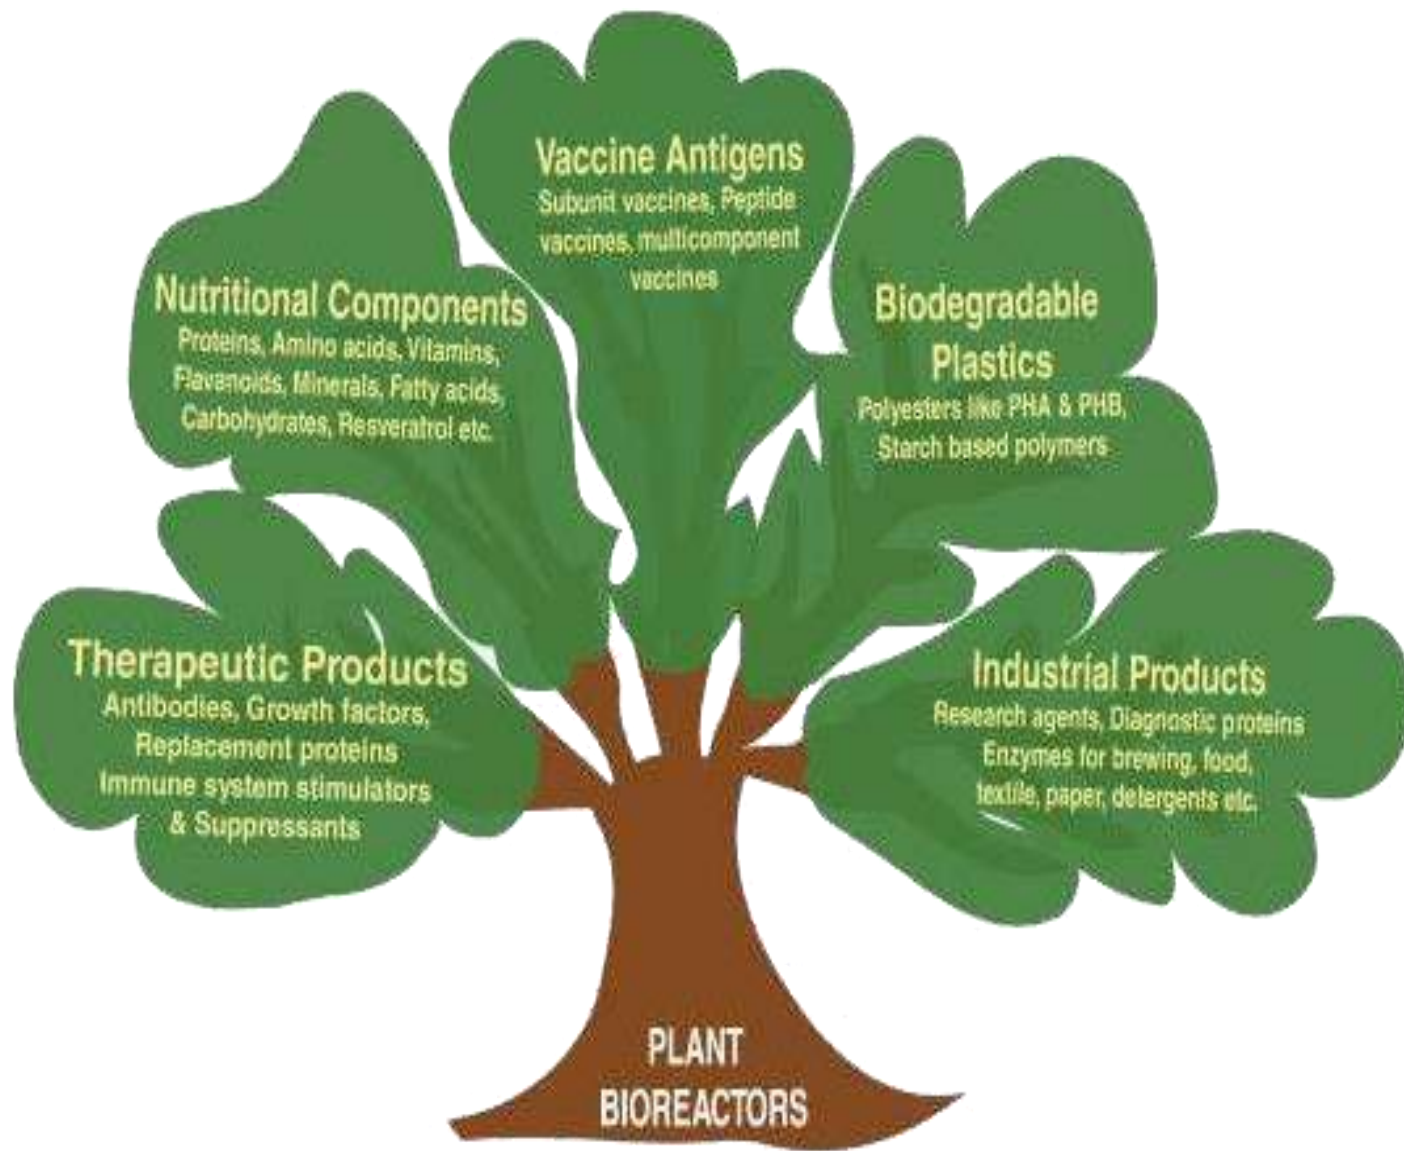 Vaccine Antigens
Subunit vaccines, Peptide
vaccines, multicomponent
vaccines
Nutritional Components
Proteins, Amino acids, Vitamins,
Flavanoids, Minerals, Fatty acids,
Carbohydrates, Resveratrol etc.
Biodegradable
Plastics
Polyesters like PHA & PHB,
Starch based polymers
Therapeutic Products
Antibodies, Growth factors,
Replacement proteins
Immune system stimulators
& Suppressants
Industrial Products
Research agents, Diagnostic proteins
Enzymes for brewing, food,
textile, paper, detergents etc.
PLANT
BIOREACTORS